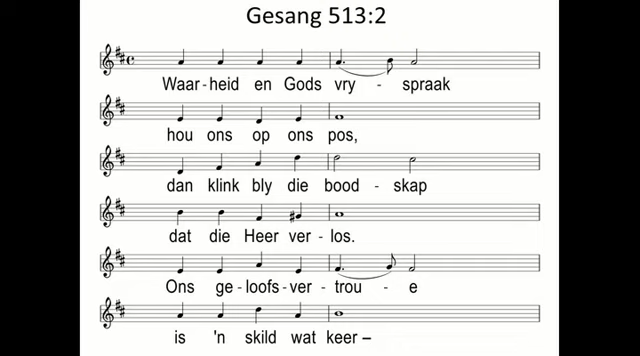 Gesang 513:2
Waar-heid en Gods vry - spraak
hou ons op ons pos,
dan klink bly die bood - skap
dat die Heer ver - los.
Ons ge-loofs-ver-trou - e
is 'n skild wat keer –